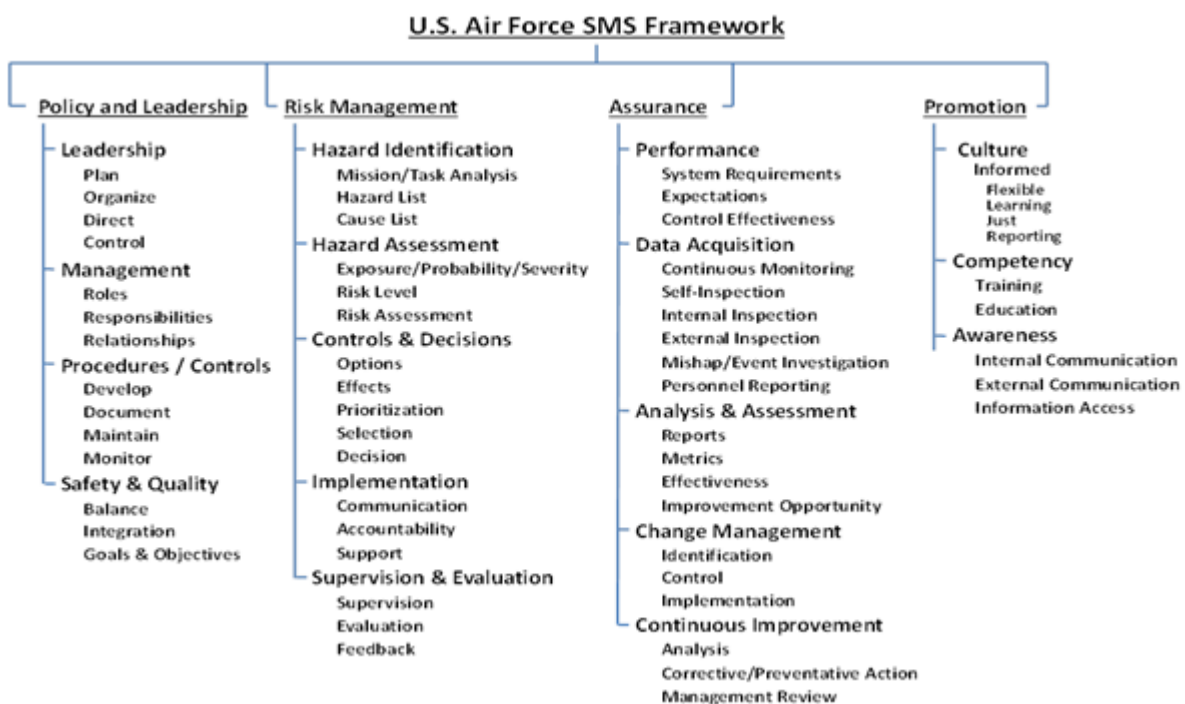 U.S. Air Force SMS Framework
Policy and Leadership
Leadership
Plan
Organize
Direct
Control
Management
Roles
Responsibilities
Relationships
Procedures / Controls
Develop
Document
Maintain
Monitor
Safety & Quality
Balance
Integration
Goals & Objectives
Risk Management
Hazard Identification
Mission/Task Analysis
Hazard List
Cause List
Hazard Assessment
Exposure/Probability/Severity
Risk Level
Risk Assessment
Controls & Decisions
Options
Effects
Prioritization
Selection
Decision
Implementation
Communication
Accountability
Support
Supervision & Evaluation
Supervision
Evaluation
Feedback
Assurance
Performance
System Requirements
Expectations
Control Effectiveness
Data Acquisition
Continuous Monitoring
Self-Inspection
Internal Inspection
External Inspection
Mishap/Event Investigation
Personnel Reporting
Analysis & Assessment
Reports
Metrics
Effectiveness
Improvement Opportunity
Change Management
Identification
Control
Implementation
Continuous Improvement
Analysis
Corrective/Preventative Action
Management Review
Promotion
Culture
Informed
Flexible
Learning
Just
Reporting
Competency
Training
Education
Awareness
Internal Communication
External Communication
Information Access